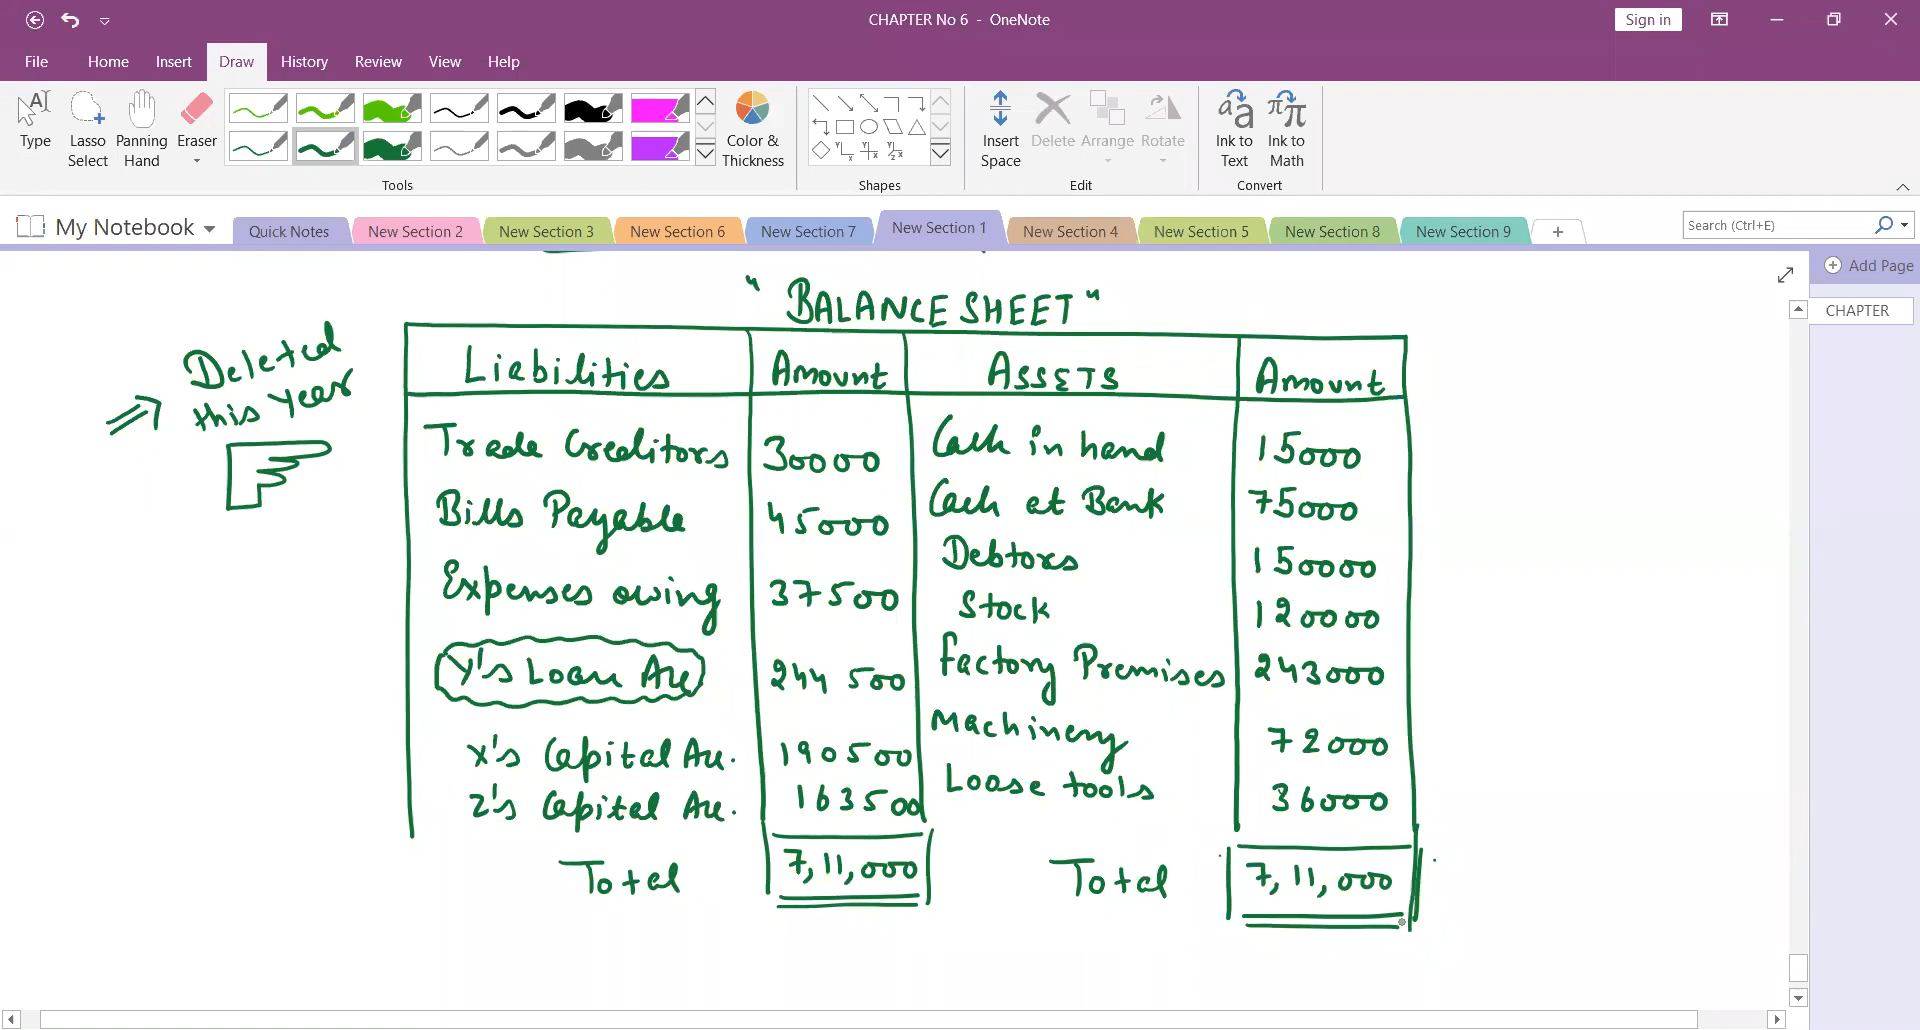 CHAPTER No 6 - OneNote
Sign in
File Home Insert Draw History Review View Help
Type
Lasso Select
Panning Hand
Eraser
Color & Thickness
Insert Space
Delete
Arrange
Rotate
Ink to Text
Ink to Math
Tools Shapes Edit Convert
My Notebook Quick Notes New Section 2 New Section 3 New Section 6 New Section 7 New Section 1 New Section 4 New Section 5 New Section 8 New Section 9
Search (Ctrl+E)
Add Page
CHAPTER
Deleted
this Year
"BALANCE SHEET"
Liabilities Amount ASSETS Amount
Trade Creditors 30000 Cash in hand 15000
Bills Payable 45000 Cash at Bank 75000
Debtors 150000
Expenses owing 37500 Stock 120000
Y's Loan A/c 244500 Factory Premises 243000
X's Capital A/c. 190500 Machinery 72000
Z's Capital A/c. 163500 Loose tools 36000
Total 7,11,000 Total 7,11,000